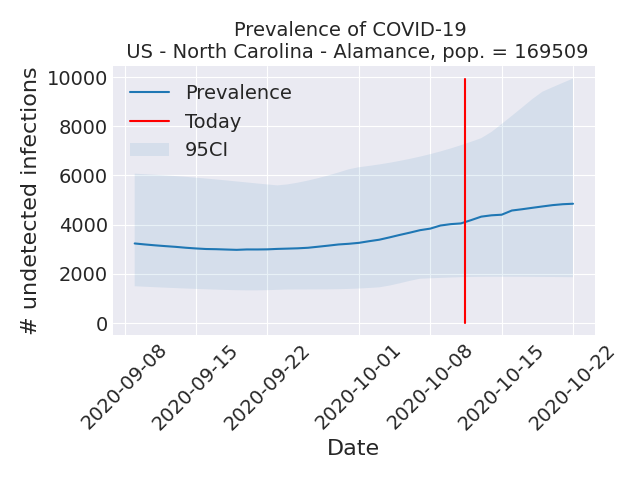 Prevalence of COVID-19
US - North Carolina - Alamance, pop. = 169509
# undetected infections
10000
8000
6000
4000
2000
0
Prevalence
Today
95CI
2020-09-08
2020-09-15
2020-09-22
2020-10-01
2020-10-08
2020-10-15
2020-10-22
Date